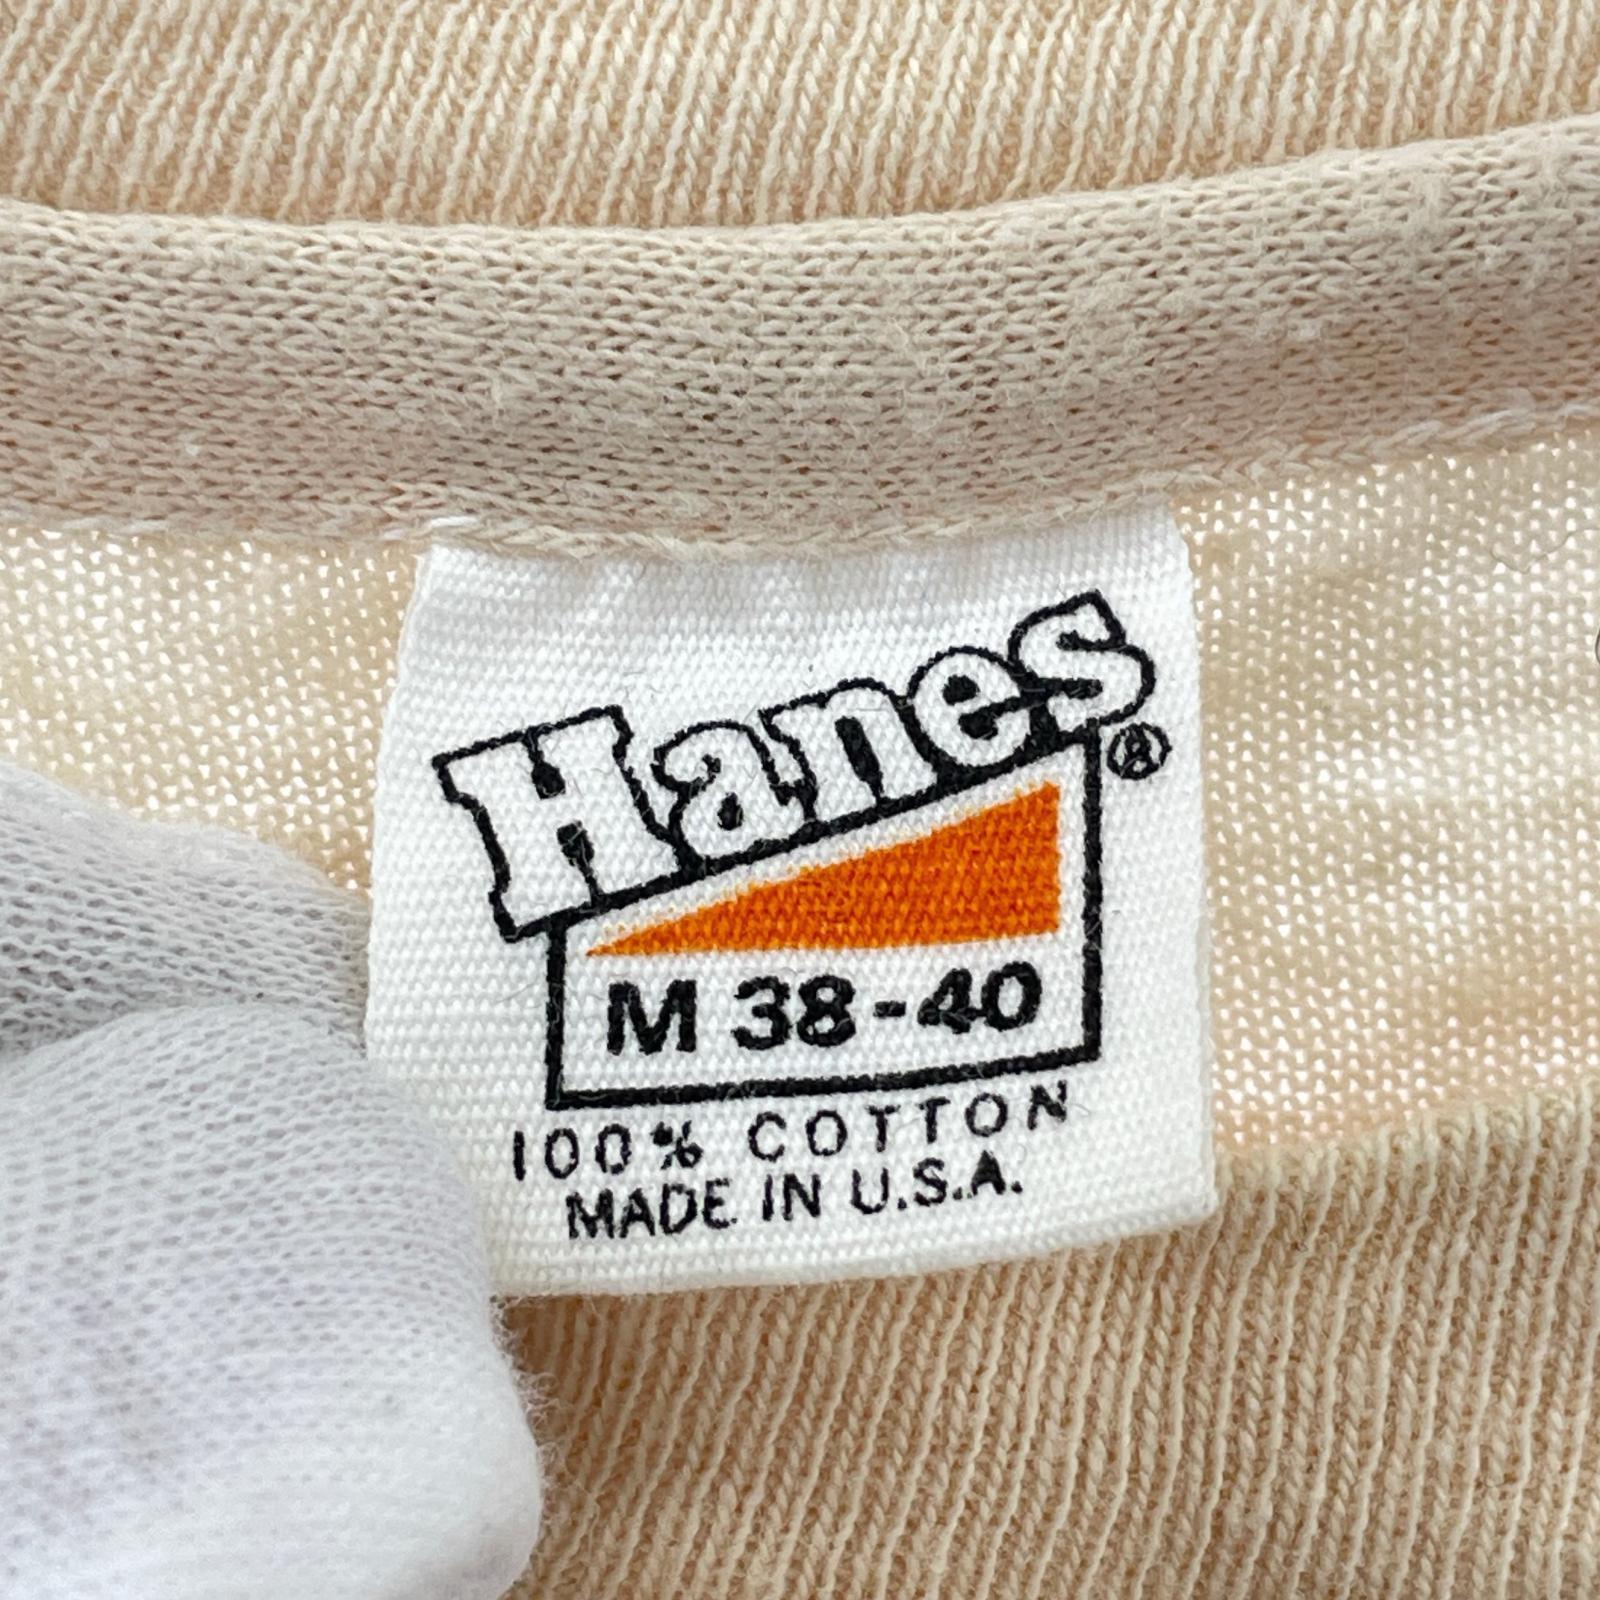 Hanes®
M 38-40
100% COTTON
MADE IN U.S.A.